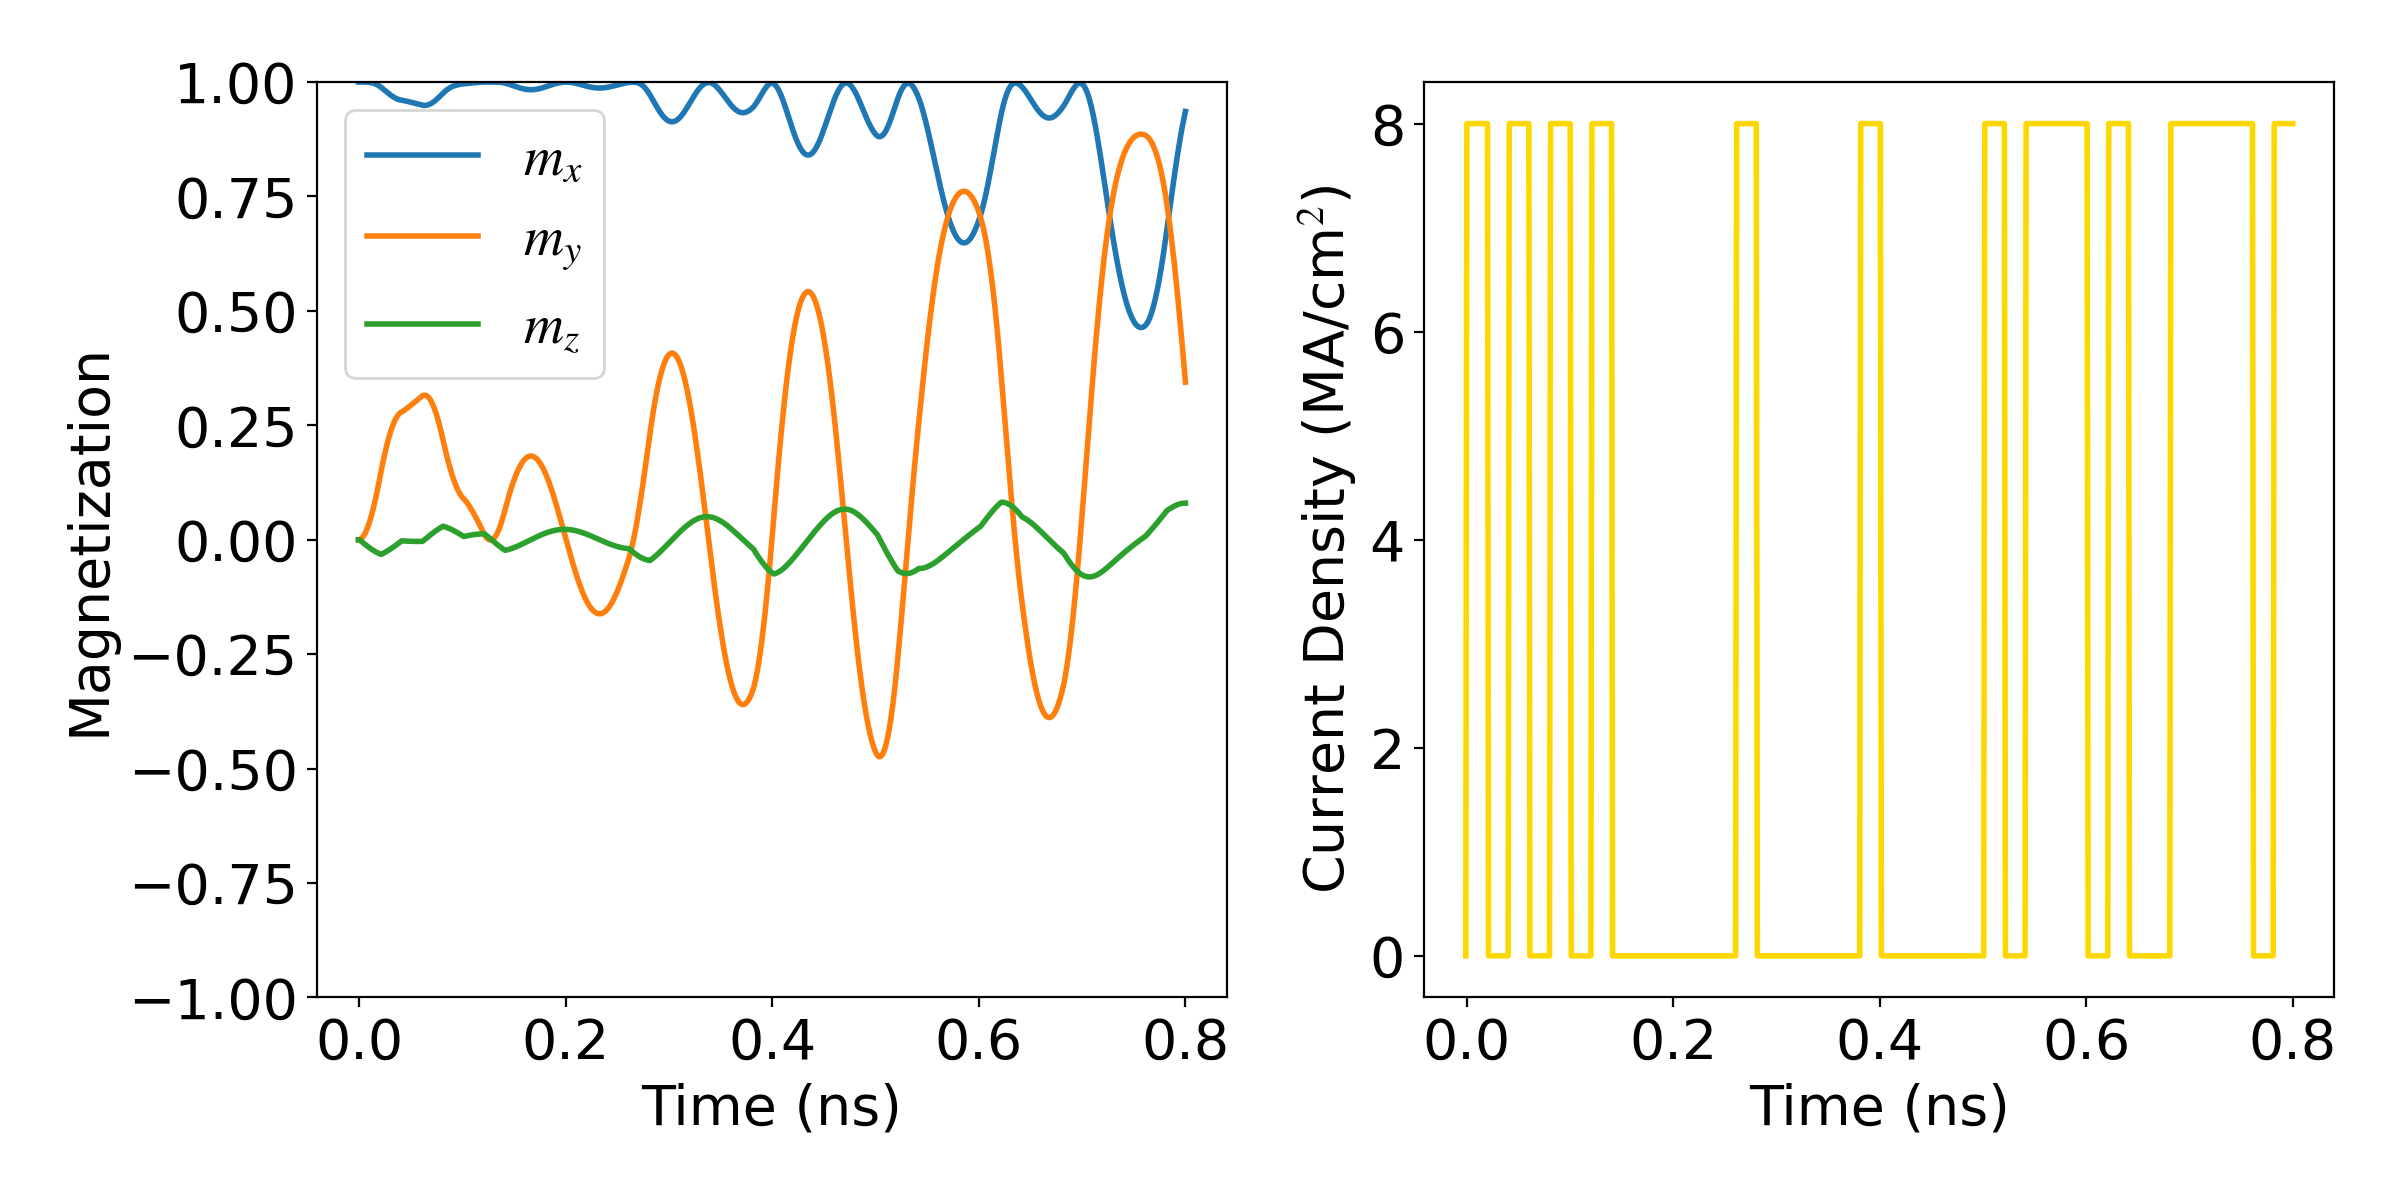 1.00
0.75
0.50
0.25
0.00
−0.25
−0.50
−0.75
−1.00
Magnetization
m_x
m_y
m_z
0.0 0.2 0.4 0.6 0.8
Time (ns)
8
6
4
2
0
Current Density (MA/cm²)
0.0 0.2 0.4 0.6 0.8
Time (ns)